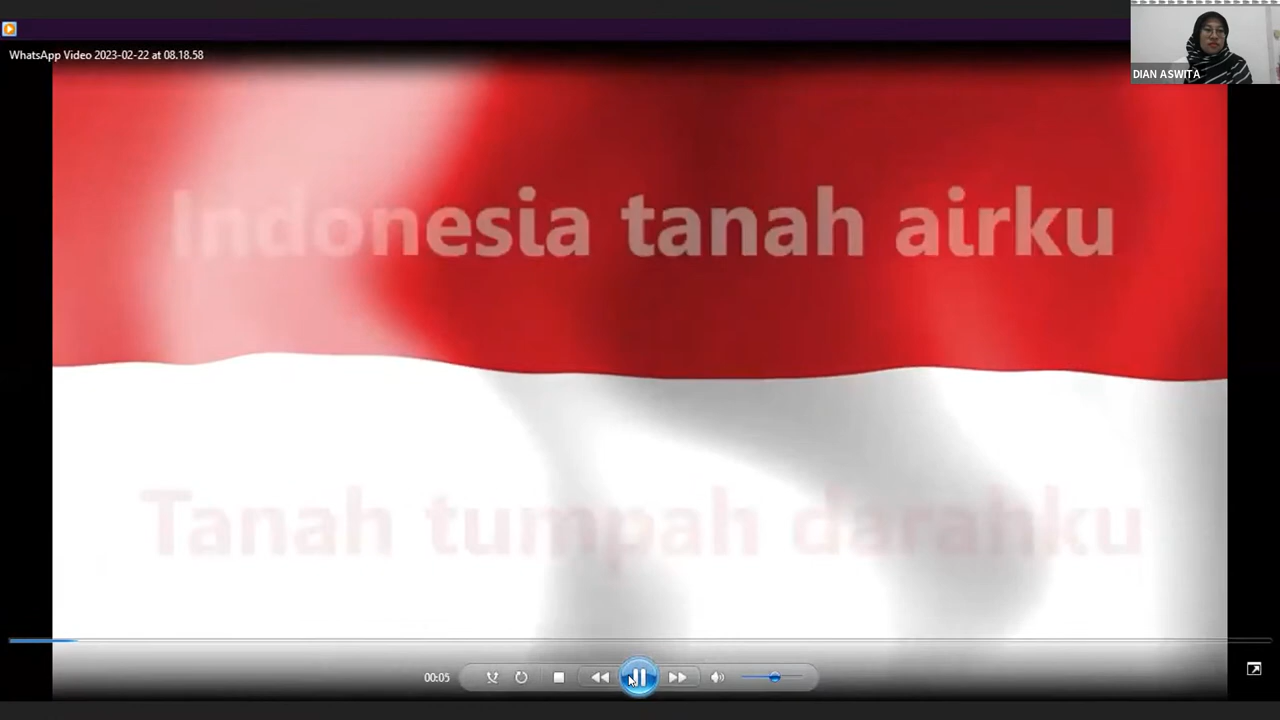 WhatsApp Video 2023-02-22 at 08.18.58
DIAN ASWITA
Indonesia tanah airku
Tanah tumpah darahku
00:05